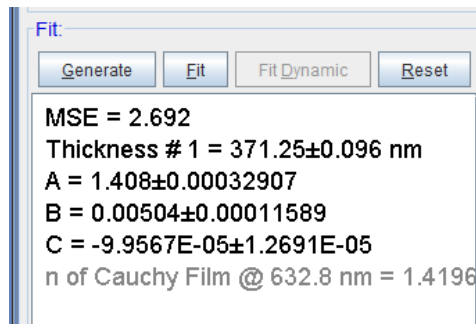 Fit:
Generate Fit Fit Dynamic Reset
MSE = 2.692
Thickness # 1 = 371.25±0.096 nm
A = 1.408±0.00032907
B = 0.00504±0.00011589
C = -9.9567E-05±1.2691E-05
n of Cauchy Film @ 632.8 nm = 1.4196